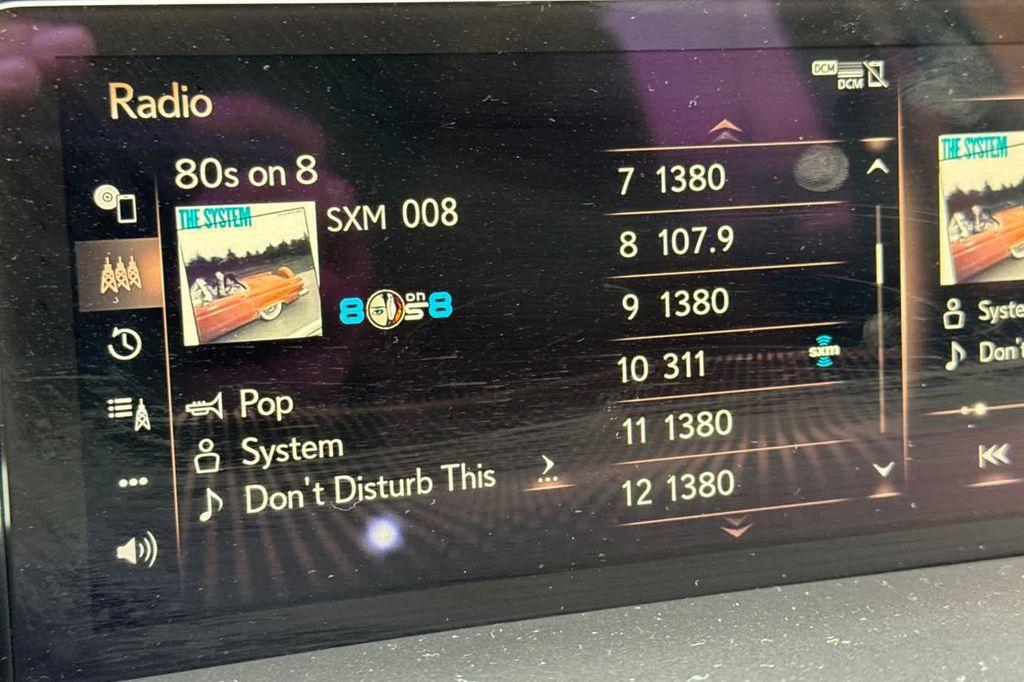 Radio
DCM
DCM
80s on 8
THE SYSTEM
SXM 008
80s on 8
Pop
System
Don't Disturb This
7 1380
8 107.9
9 1380
10 311
sxm
11 1380
12 1380
THE SYSTEM
Syste
Don't